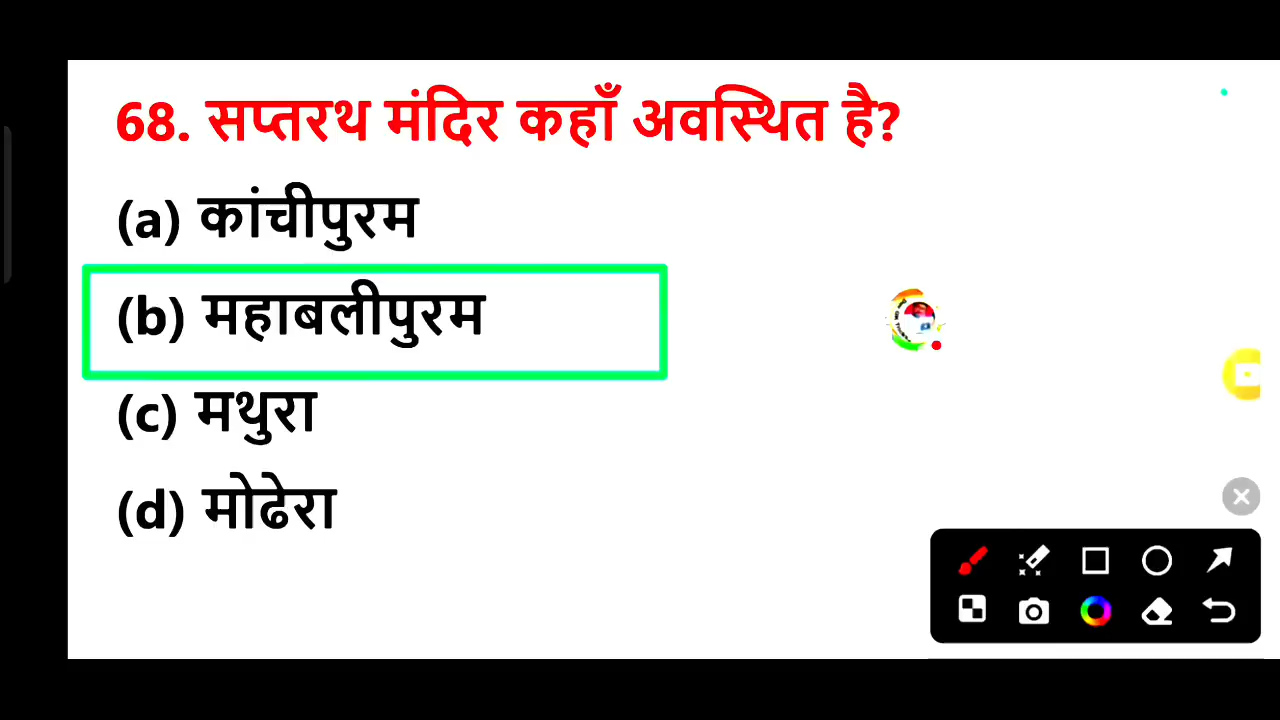 68. सप्तरथ मंदिर कहाँ अवस्थित है?
(a) कांचीपुरम
(b) महाबलीपुरम
(c) मथुरा
(d) मोढेरा